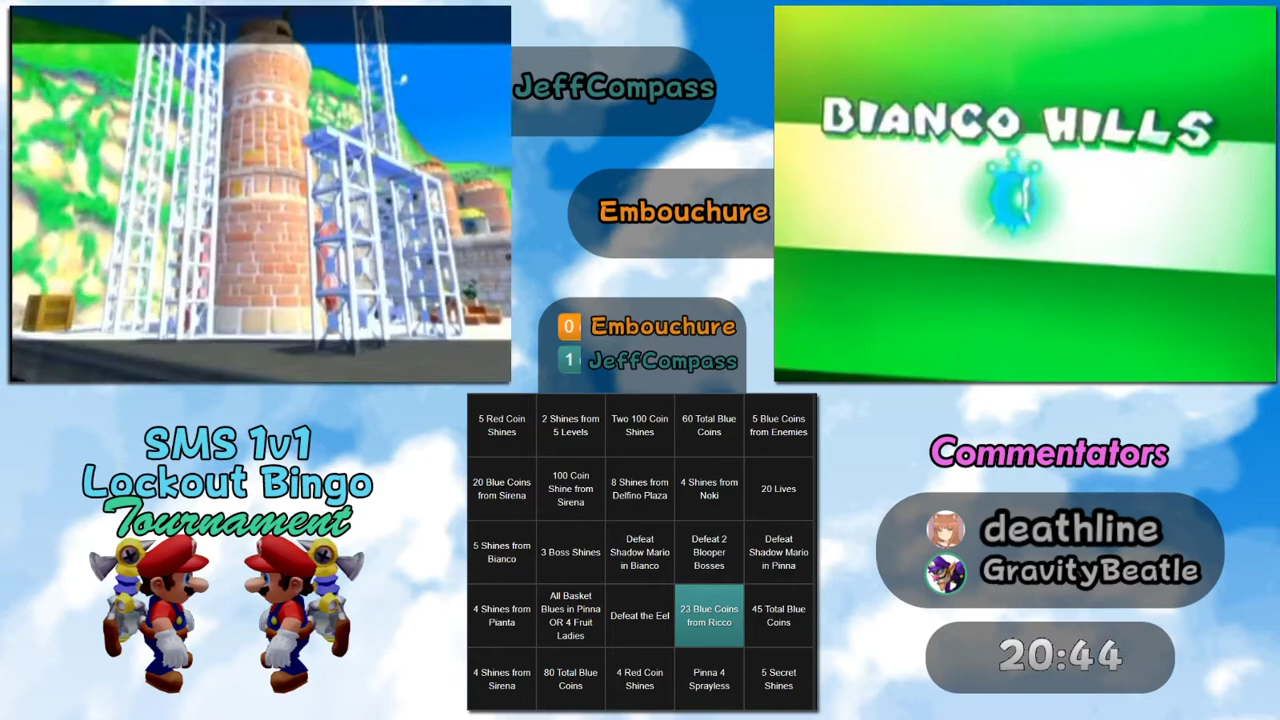 JeffCompass
BIANCO HILLS
Embouchure
0 Embouchure
1 JeffCompass
SMS 1v1
Lockout Bingo
Tournament
5 Red Coin
Shines
2 Shines from
5 Levels
Two 100 Coin
Shines
60 Total Blue
Coins
5 Blue Coins
from Enemies
20 Blue Coins
from Sirena
100 Coin
Shine from
Sirena
8 Shines from
Delfino Plaza
4 Shines from
Noki
20 Lives
5 Shines from
Bianco
3 Boss Shines
Defeat
Shadow Mario
in Bianco
Defeat 2
Blooper
Bosses
Defeat
Shadow Mario
in Pinna
4 Shines from
Pianta
All Basket
Blues in Pinna
OR 4 Fruit
Ladies
Defeat the Eel
23 Blue Coins
from Ricco
45 Total Blue
Coins
4 Shines from
Sirena
80 Total Blue
Coins
4 Red Coin
Shines
Pinna 4
Sprayless
5 Secret
Shines
Commentators
deathline
GravityBeatle
20:44